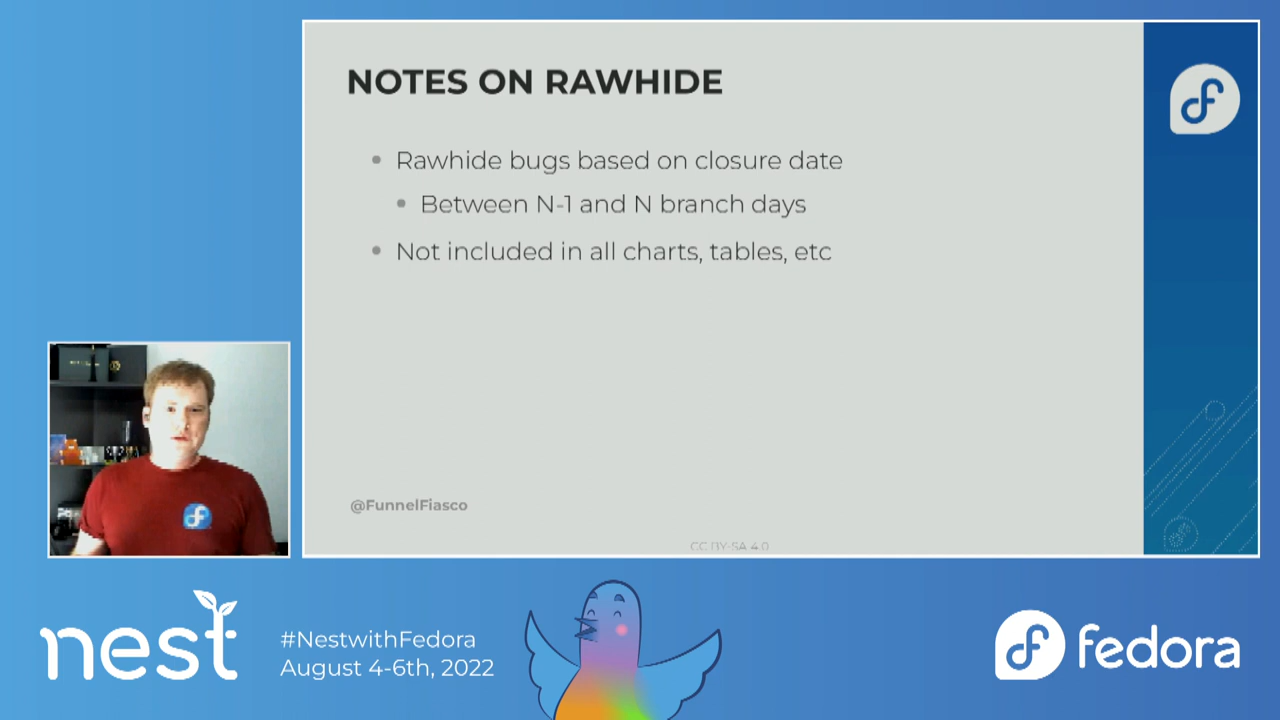 NOTES ON RAWHIDE
Rawhide bugs based on closure date
Between N-1 and N branch days
Not included in all charts, tables, etc
@FunnelFiasco
CC BY-SA 4.0
nest
#NestwithFedora
August 4-6th, 2022
fedora